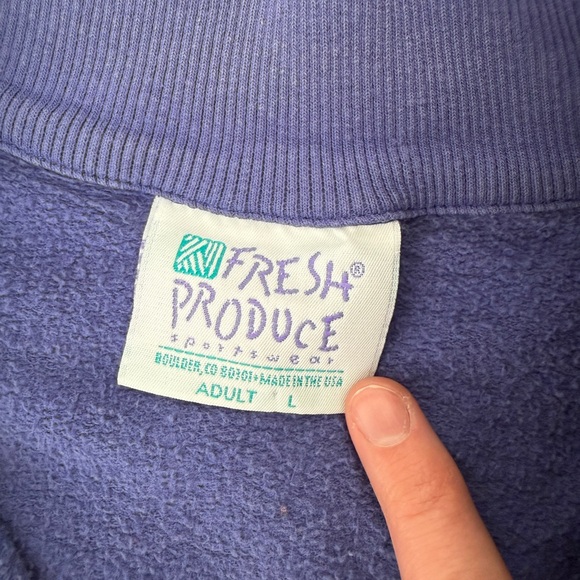 FRESH®
PRODUCE
sportswear
BOULDER, CO 80301 • MADE IN THE USA
ADULT L